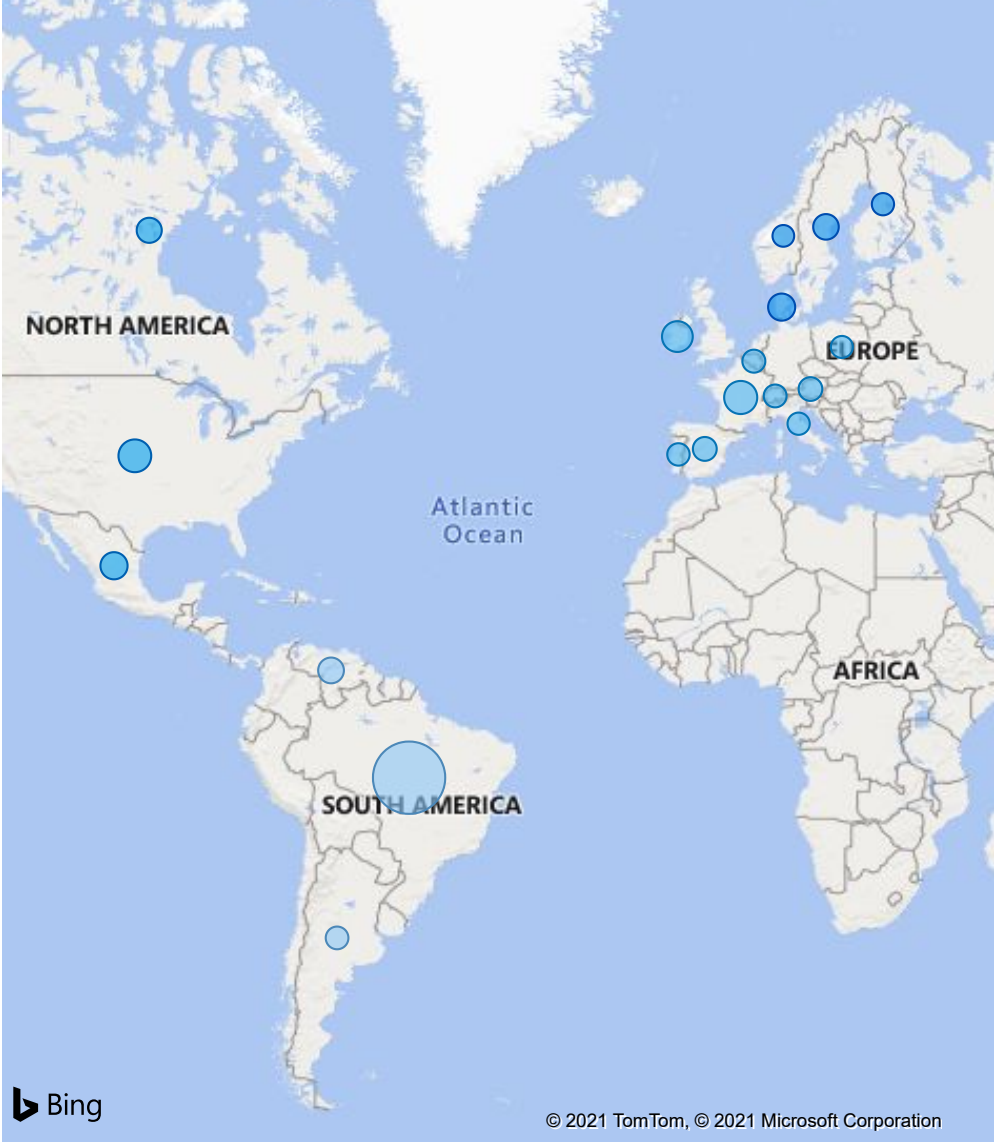 NORTH AMERICA
EUROPE
Atlantic
Ocean
AFRICA
SOUTH AMERICA
Bing
© 2021 TomTom, © 2021 Microsoft Corporation